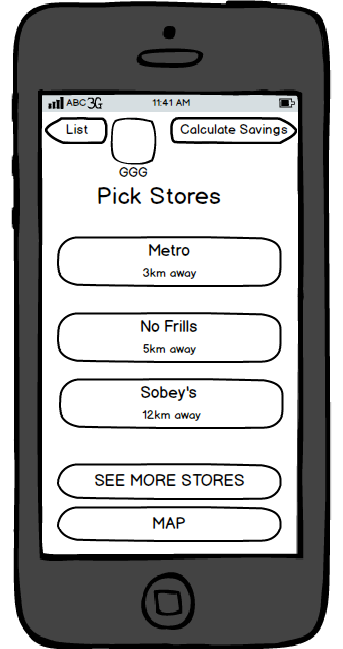 ABC 3G 11:41 AM
List
Calculate Savings
GGG
Pick Stores
Metro
3km away
No Frills
5km away
Sobey's
12km away
SEE MORE STORES
MAP